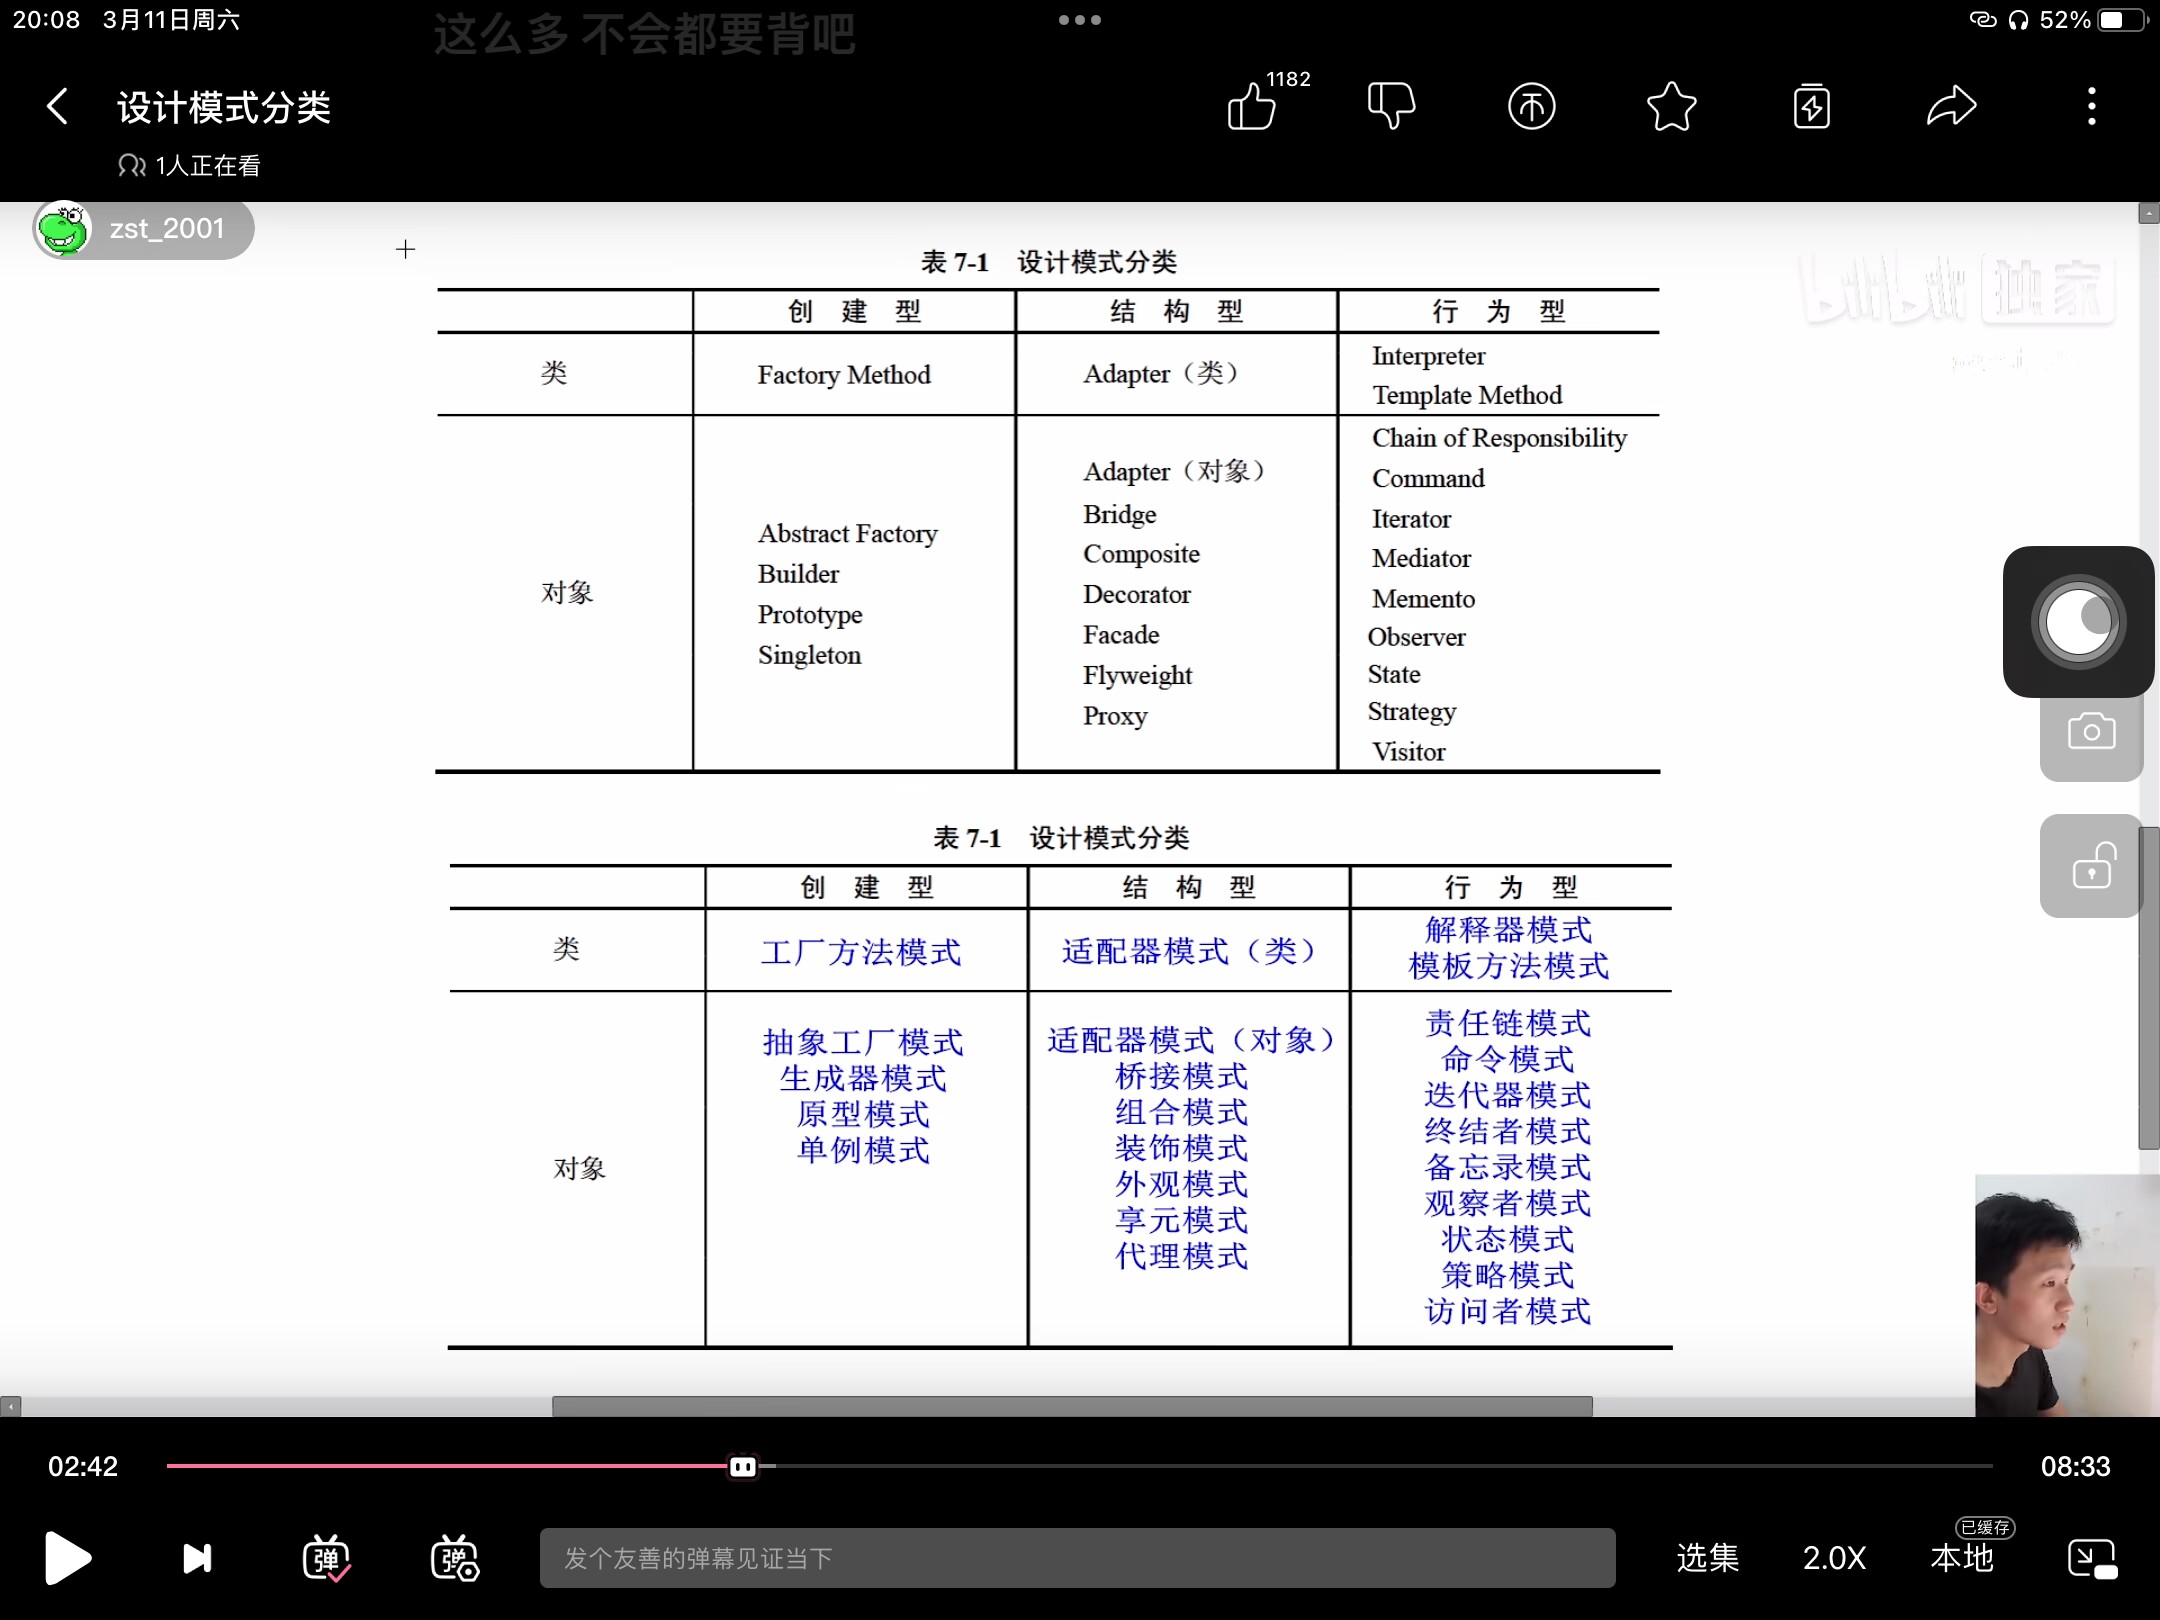 20:08 3月11日周六
这么多 不会都要背吧
52%
设计模式分类
1182
1人正在看
zst_2001
bilibili 独家
表 7-1 设计模式分类
创 建 型 结 构 型 行 为 型
类 Factory Method Adapter（类） Interpreter
Template Method
对象
Abstract Factory
Builder
Prototype
Singleton
Adapter（对象）
Bridge
Composite
Decorator
Facade
Flyweight
Proxy
Chain of Responsibility
Command
Iterator
Mediator
Memento
Observer
State
Strategy
Visitor
表 7-1 设计模式分类
创 建 型 结 构 型 行 为 型
类 工厂方法模式 适配器模式（类） 解释器模式
模板方法模式
对象
抽象工厂模式
生成器模式
原型模式
单例模式
适配器模式（对象）
桥接模式
组合模式
装饰模式
外观模式
享元模式
代理模式
责任链模式
命令模式
迭代器模式
终结者模式
备忘录模式
观察者模式
状态模式
策略模式
访问者模式
02:42
08:33
弹
弹
发个友善的弹幕见证当下
选集
2.0X
已缓存
本地